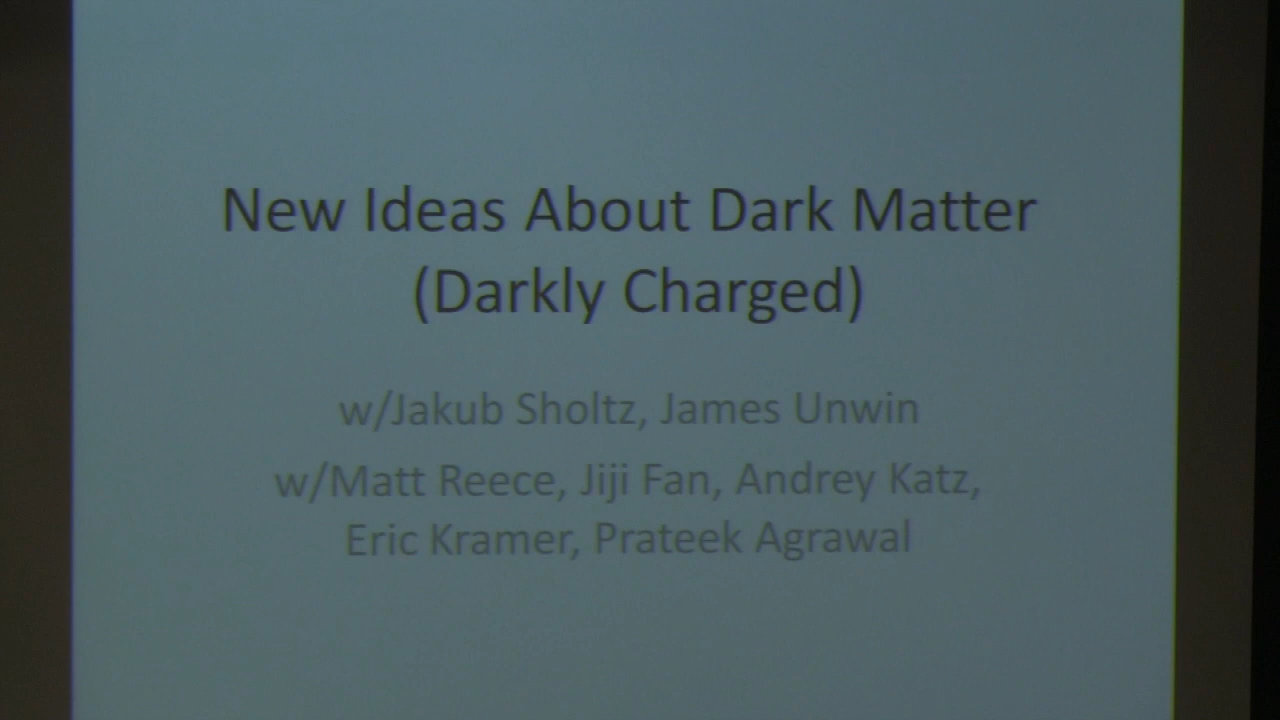 New Ideas About Dark Matter
(Darkly Charged)
w/Jakub Sholtz, James Unwin
w/Matt Reece, Jiji Fan, Andrey Katz,
Eric Kramer, Prateek Agrawal